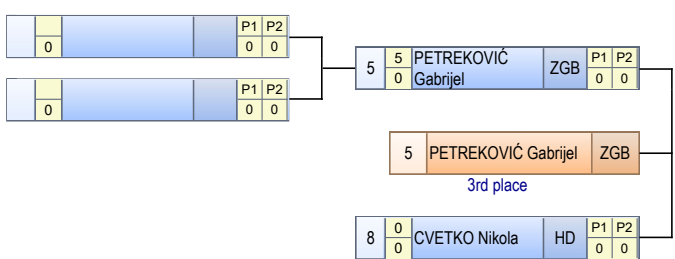 P1 P2
0 0 0
P1 P2
0 0 0
5 5 PETREKOVIĆ ZGB P1 P2
0 Gabrijel 0 0
5 PETREKOVIĆ Gabrijel ZGB
3rd place
8 0 CVETKO Nikola HD P1 P2
0 0 0